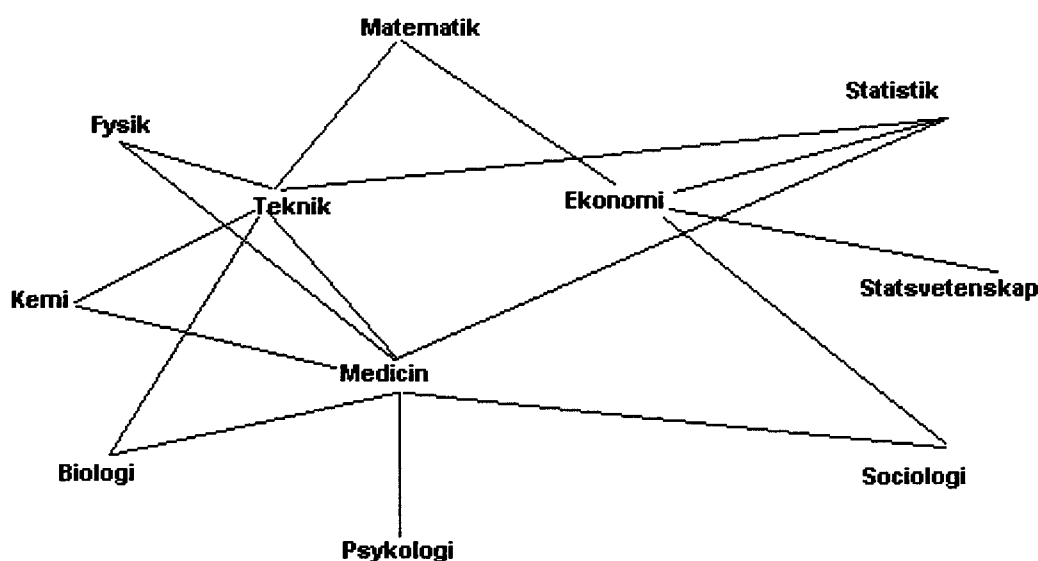 Matematik
Statistik
Fysik
Ekonomi
Teknik
Statsvetenskap
Kemi
Medicin
Biologi
Sociologi
Psykologi